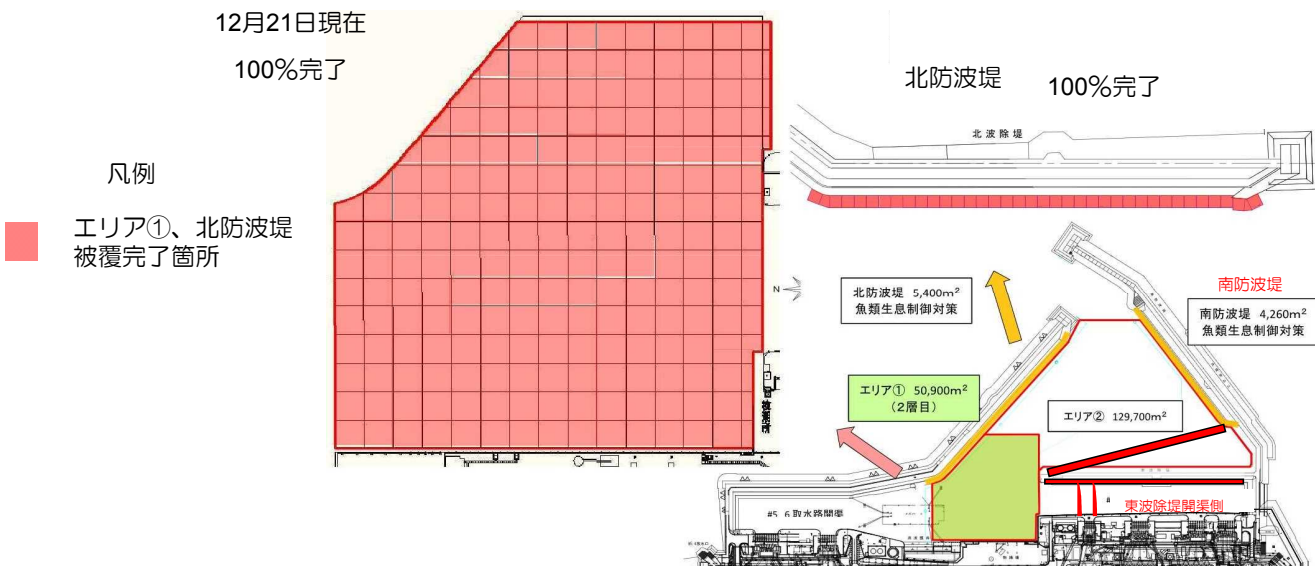 12月21日現在
100%完了
北防波堤 100%完了
北波除堤
凡例
エリア①、北防波堤
被覆完了箇所
N
北防波堤 5,400m²
魚類生息制御対策
南防波堤
南防波堤 4,260m²
魚類生息制御対策
エリア① 50,900m²
(2層目)
エリア② 129,700m²
東波除堤開渠側
#5, 6 取水路開渠